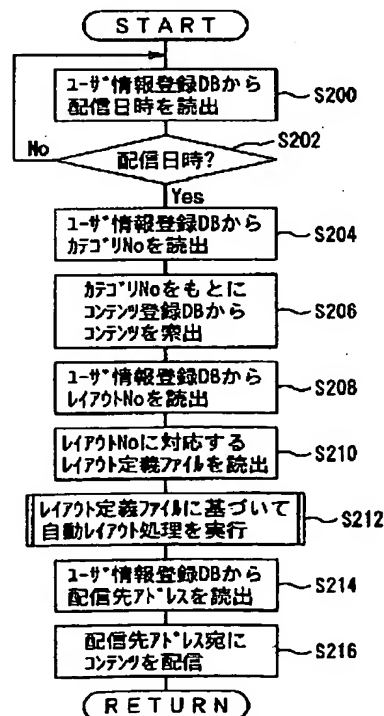 START
ユーザ情報登録DBから
配信日時を読出
S200
配信日時?
S202
No
Yes
ユーザ情報登録DBから
カテゴリNoを読出
S204
カテゴリNoをもとに
コンテンツ登録DBから
コンテンツを索出
S206
ユーザ情報登録DBから
レイアウトNoを読出
S208
レイアウトNoに対応する
レイアウト定義ファイルを読出
S210
レイアウト定義ファイルに基づいて
自動レイアウト処理を実行
S212
ユーザ情報登録DBから
配信先アドレスを読出
S214
配信先アドレス宛に
コンテンツを配信
S216
RETURN